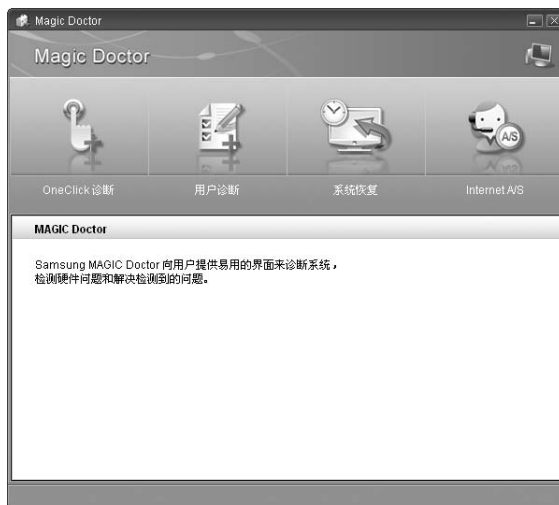 Magic Doctor
Magic Doctor
A/S
OneClick 诊断
用户诊断
系统恢复
Internet A/S
MAGIC Doctor
Samsung MAGIC Doctor 向用户提供易用的界面来诊断系统，
检测硬件问题和解决检测到的问题。